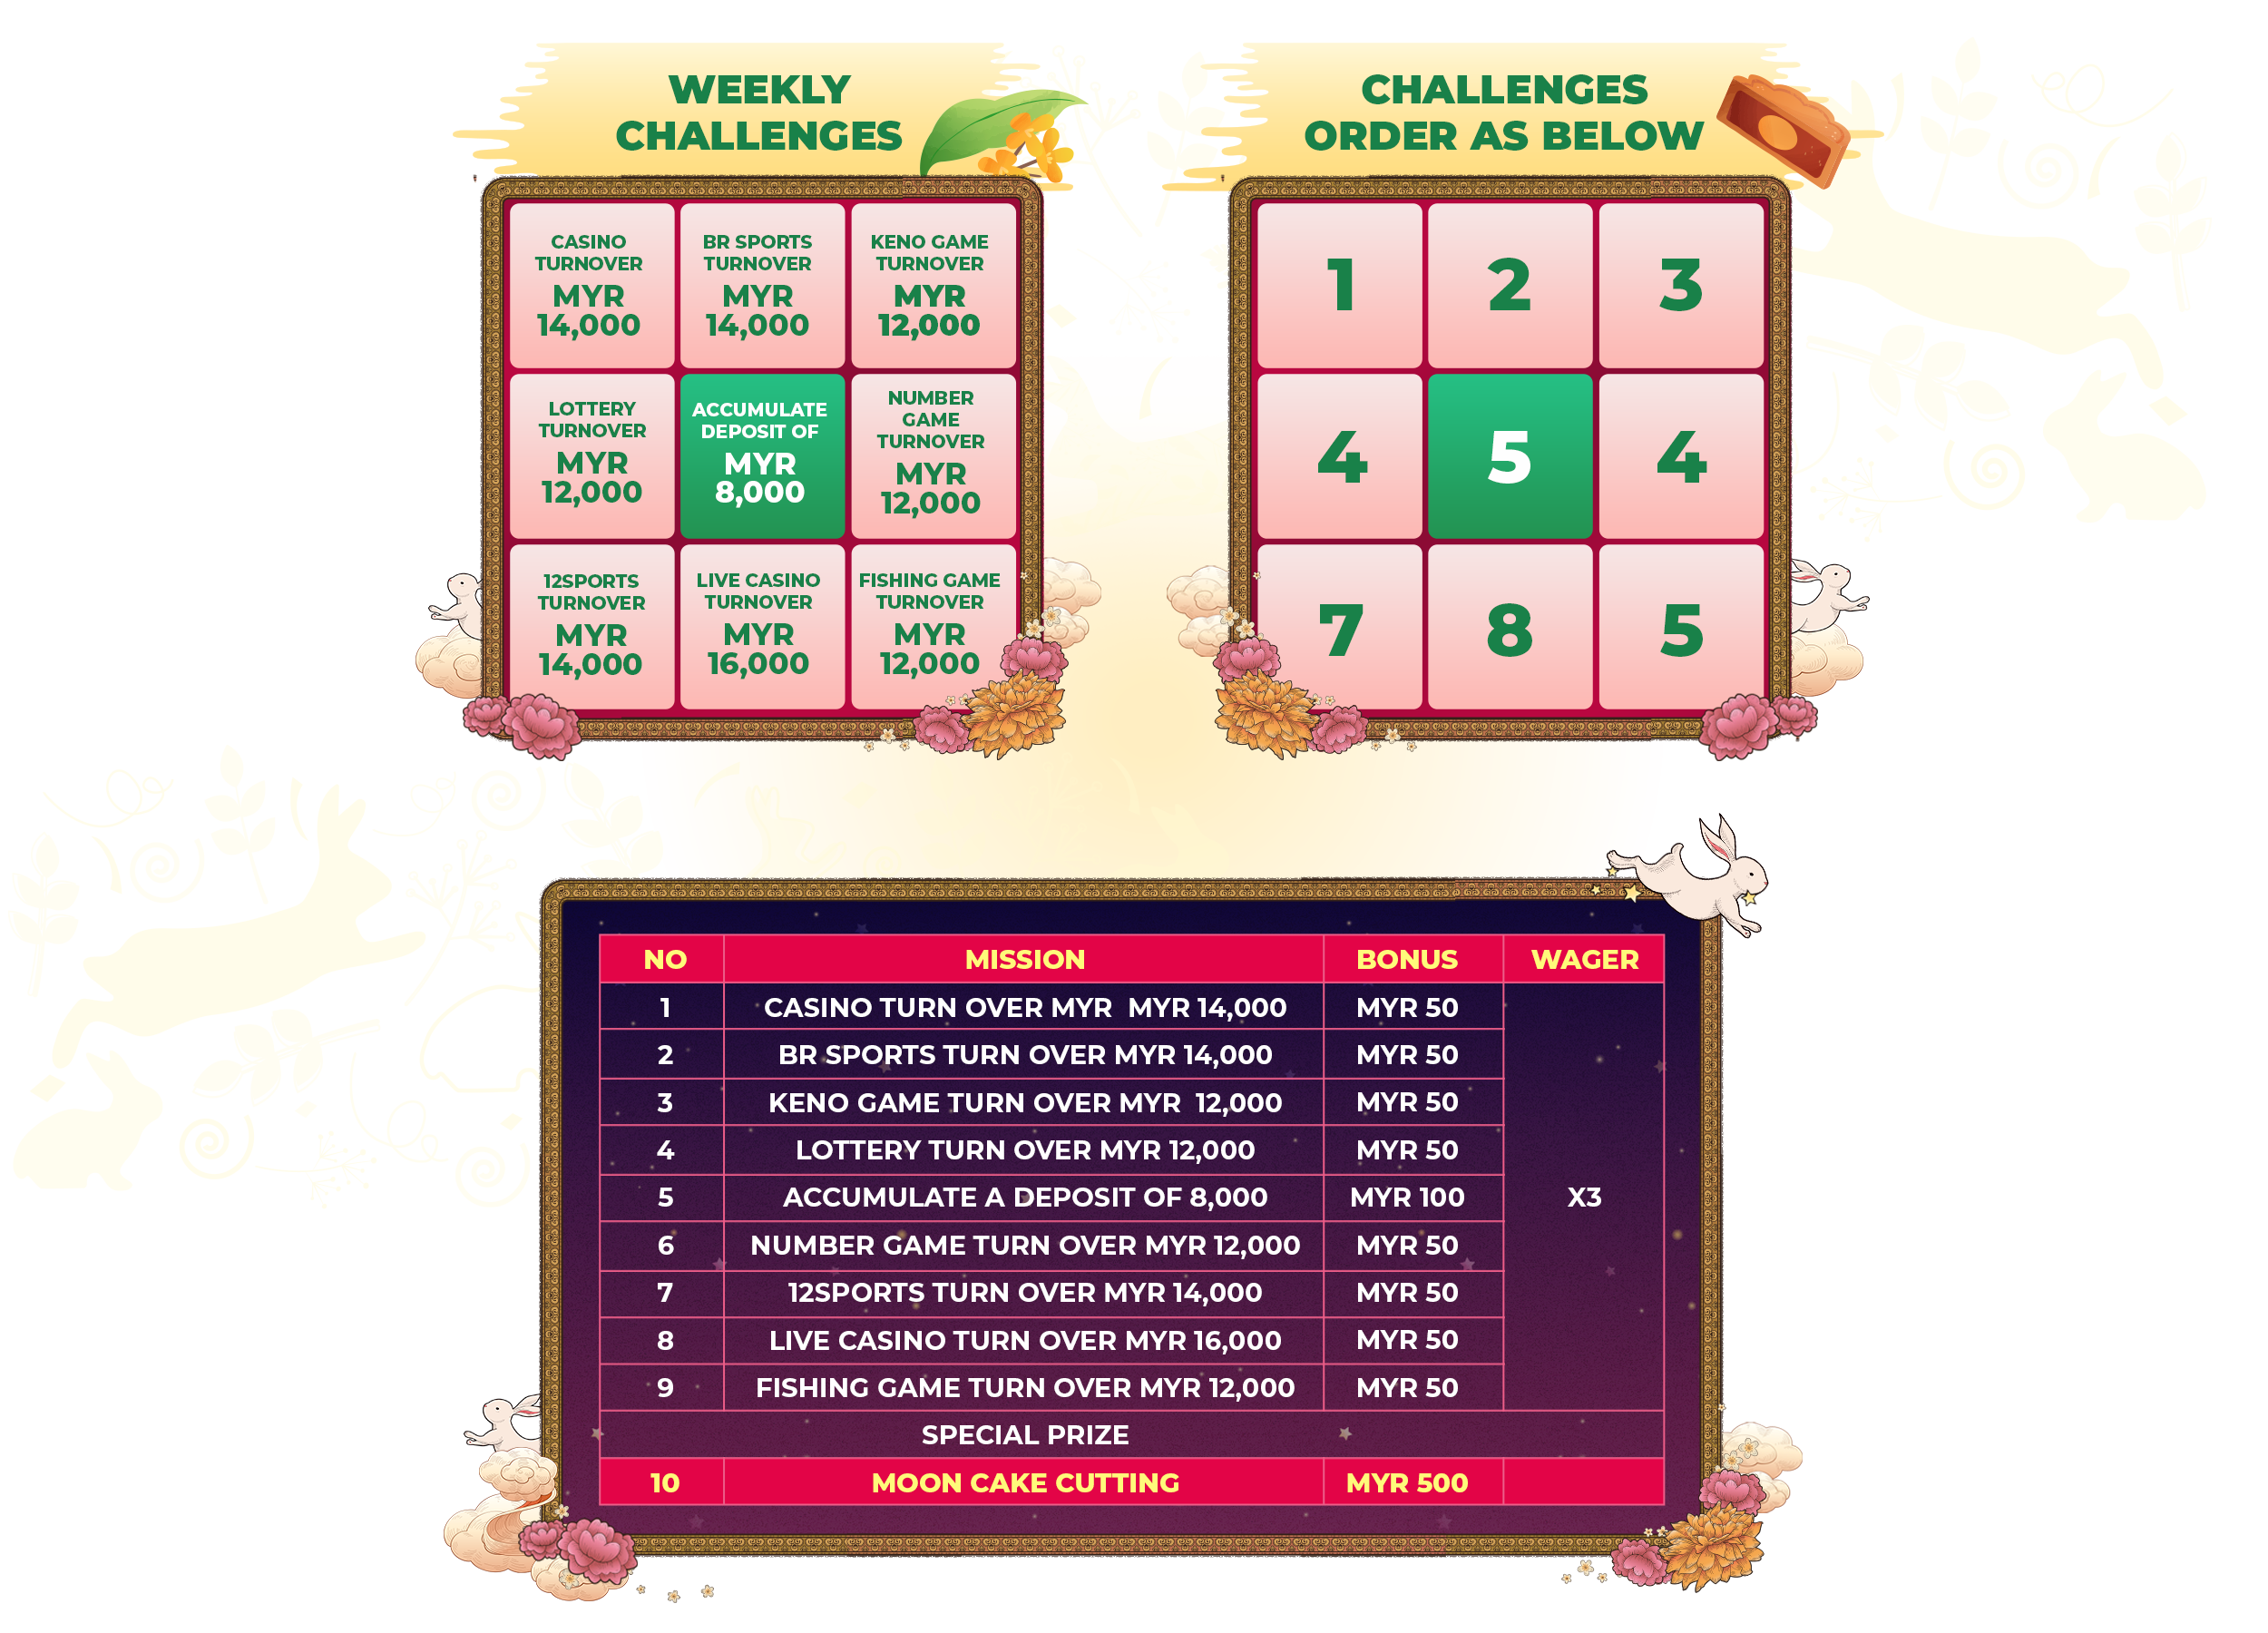 WEEKLY
CHALLENGES
CASINO
TURNOVER
MYR
14,000
BR SPORTS
TURNOVER
MYR
14,000
KENO GAME
TURNOVER
MYR
12,000
LOTTERY
TURNOVER
MYR
12,000
ACCUMULATE
DEPOSIT OF
MYR
8,000
NUMBER
GAME
TURNOVER
MYR
12,000
12SPORTS
TURNOVER
MYR
14,000
LIVE CASINO
TURNOVER
MYR
16,000
FISHING GAME
TURNOVER
MYR
12,000
CHALLENGES
ORDER AS BELOW
1 2 3
4 5 4
7 8 5
NO MISSION BONUS WAGER
1 CASINO TURN OVER MYR  MYR 14,000 MYR 50
2 BR SPORTS TURN OVER MYR 14,000 MYR 50
3 KENO GAME TURN OVER MYR  12,000 MYR 50
4 LOTTERY TURN OVER MYR 12,000 MYR 50
5 ACCUMULATE A DEPOSIT OF 8,000 MYR 100 X3
6 NUMBER GAME TURN OVER MYR 12,000 MYR 50
7 12SPORTS TURN OVER MYR 14,000 MYR 50
8 LIVE CASINO TURN OVER MYR 16,000 MYR 50
9 FISHING GAME TURN OVER MYR 12,000 MYR 50
SPECIAL PRIZE
10 MOON CAKE CUTTING MYR 500